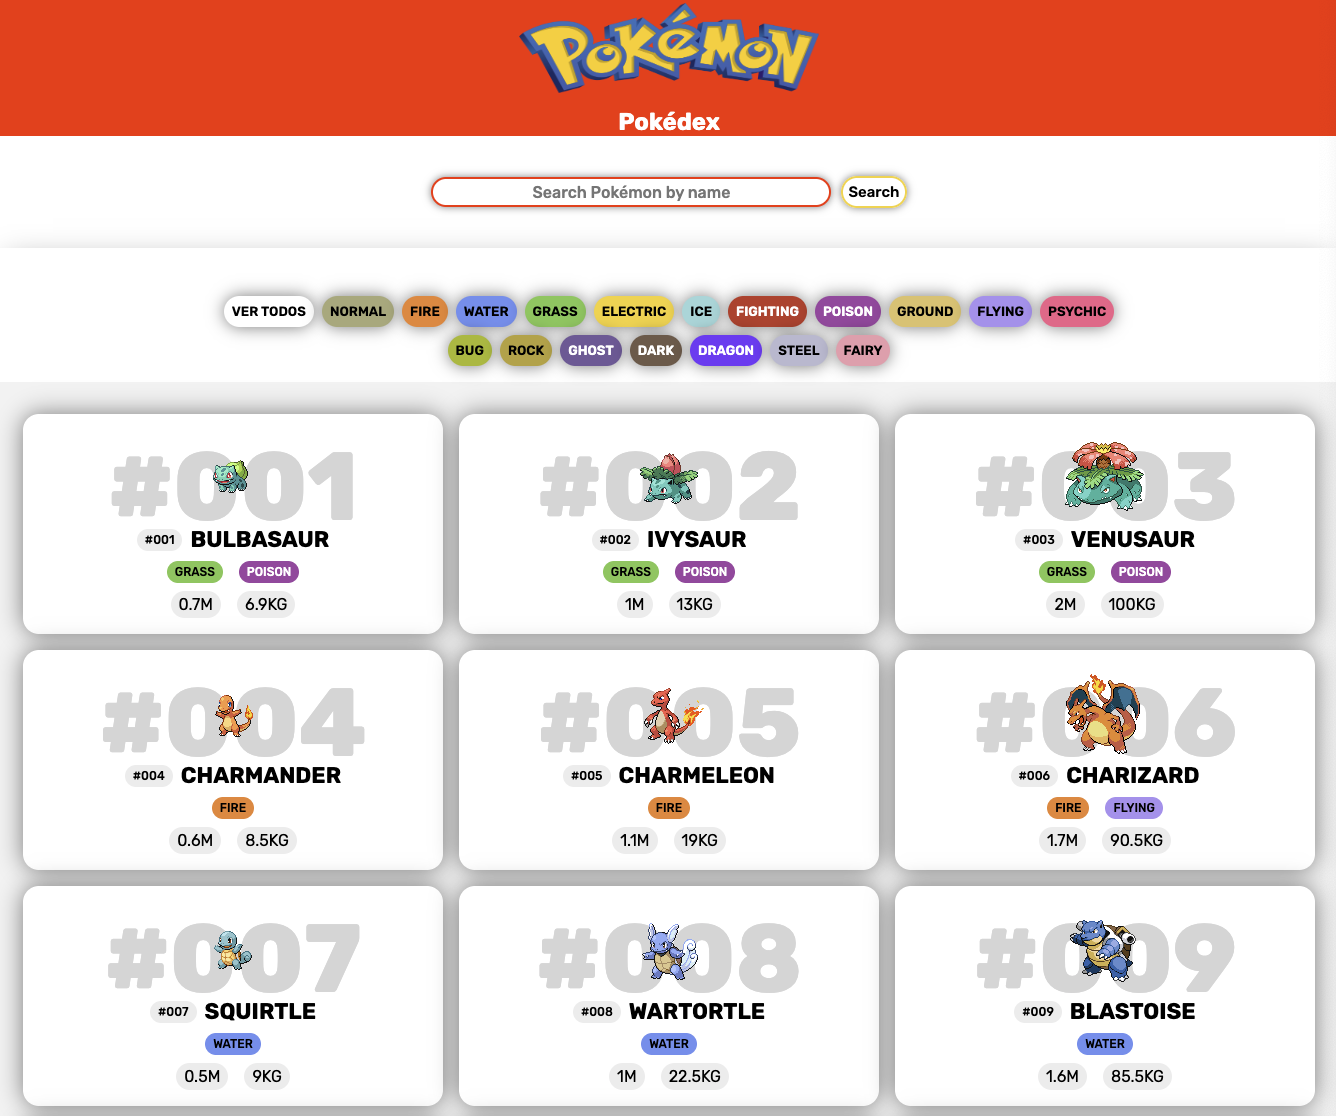 POKéMON
Pokédex
Search Pokémon by name Search
VER TODOS NORMAL FIRE WATER GRASS ELECTRIC ICE FIGHTING POISON GROUND FLYING PSYCHIC
BUG ROCK GHOST DARK DRAGON STEEL FAIRY
#001
#001 BULBASAUR
GRASS POISON
0.7M 6.9KG
#002
#002 IVYSAUR
GRASS POISON
1M 13KG
#003
#003 VENUSAUR
GRASS POISON
2M 100KG
#004
#004 CHARMANDER
FIRE
0.6M 8.5KG
#005
#005 CHARMELEON
FIRE
1.1M 19KG
#006
#006 CHARIZARD
FIRE FLYING
1.7M 90.5KG
#007
#007 SQUIRTLE
WATER
0.5M 9KG
#008
#008 WARTORTLE
WATER
1M 22.5KG
#009
#009 BLASTOISE
WATER
1.6M 85.5KG